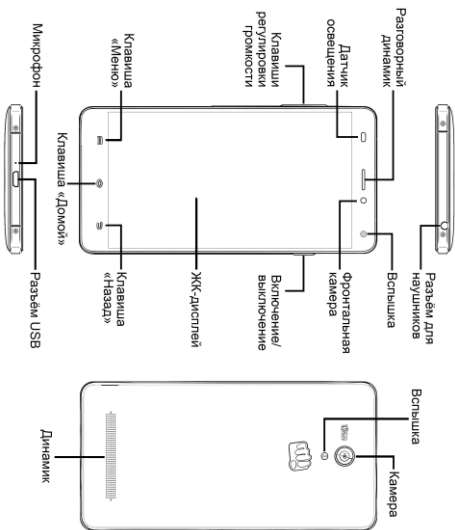 Разговорный
динамик
Датчик
освещения
Клавиши
регулировки
громкости
Клавиша
«Меню»
Микрофон
Разъём для
наушников
Вспышка
Фронтальная
камера
Включение/
выключение
ЖК-дисплей
Клавиша
«Назад»
Клавиша «Домой»
Разъём USB
Вспышка
Камера
Динамик